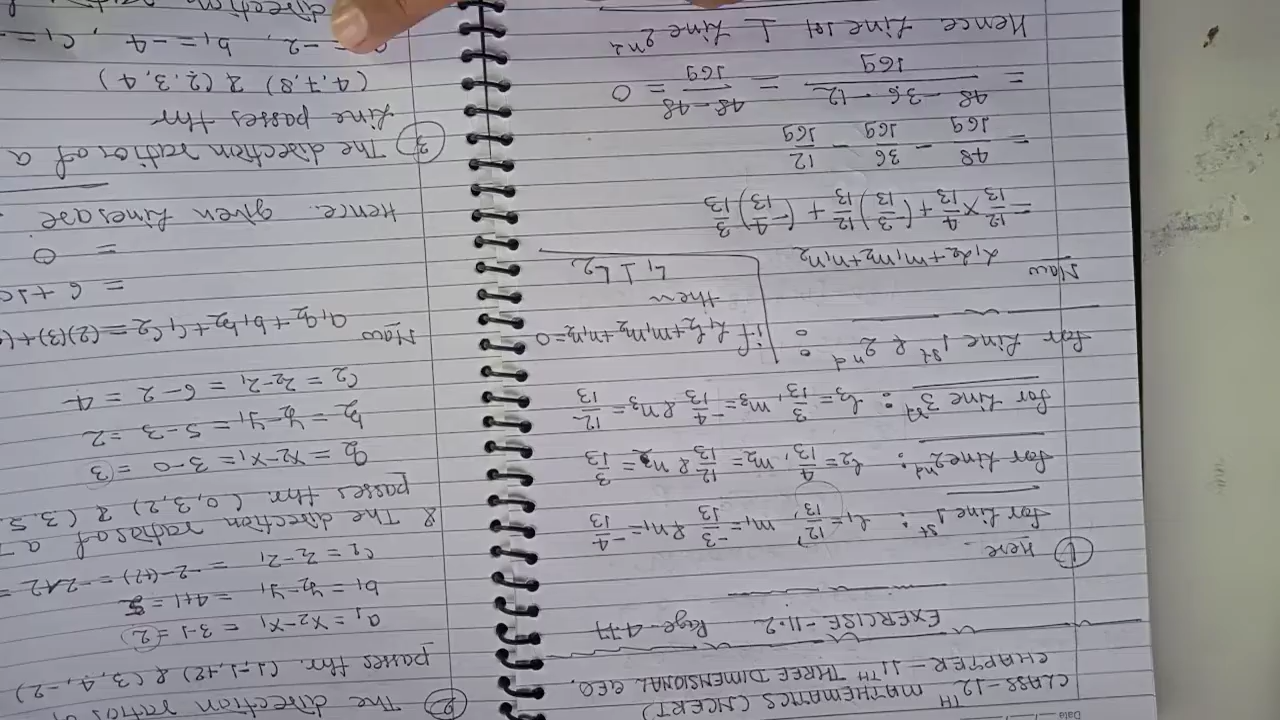 CLASS-12TH MATHEMATICS (NCERT)
CHAPTER-11TH THREE DIMENSIONAL GEO.
EXERCISE-11.2 Page-477
① Here
for Line 1st : l₁=12/13, m₁=-3/13 & n₁=-4/13
for Line 2nd : l₂=4/13, m₂=12/13 & n₂=3/13
for Line 3rd : l₃=3/13, m₃=-4/13 & n₃=12/13
for Line 1st & 2nd :
if l₁l₂+m₁m₂+n₁n₂=0
then
L₁⊥L₂
Now l₁l₂+m₁m₂+n₁n₂
=12/13×4/13+(-3/13)12/13+(-4/13)3/13
=48/169-36/169-12/169
=(48-36-12)/169=(48-48)/169=0
Hence Line 1st ⊥ Line 2nd
② The direction ratios
passes thr. (1,-1,+2) & (3,4,-2)
a₁=x₂-x₁=3-1=2
b₁=y₂-y₁=4+1=5
c₁=z₂-z₁=-2-(+2)=-2-2=
& The direction ratios of a
passes thr (0,3,2) & (3,5,
a₂=x₂-x₁=3-0=3
b₂=y₂-y₁=5-3=2
c₂=z₂-z₁=6-2=4
Now a₁a₂+b₁b₂+c₁c₂=(2)(3)+(
=6+10
=0
Hence. given Lines are
③ The direction ratios of a
Line passes thr
(4,7,8) & (2,3,4)
-2, b₁=-4, c₁=-
direction